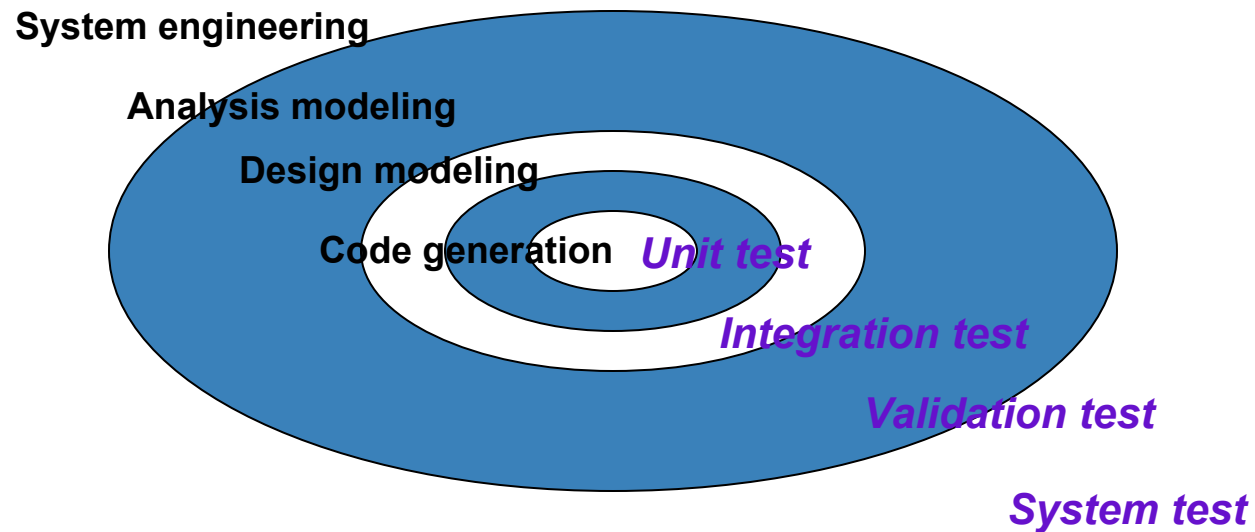 System engineering
Analysis modeling
Design modeling
Code generation
Unit test
Integration test
Validation test
System test